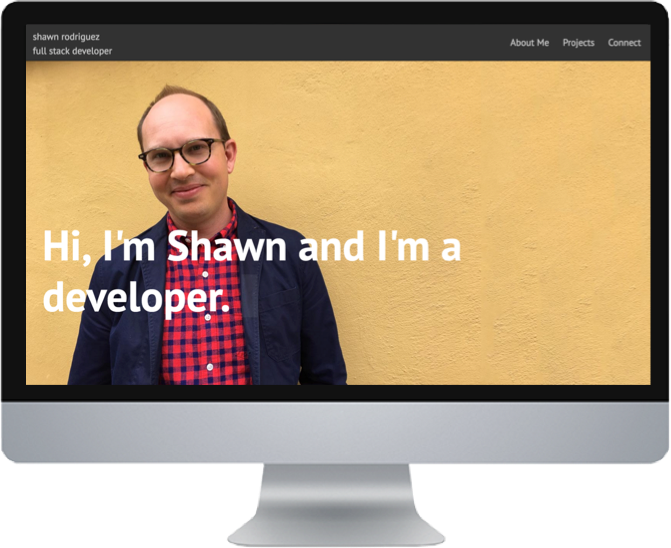 shawn rodriguez
full stack developer
About Me Projects Connect
Hi, I'm Shawn and I'm a
developer.